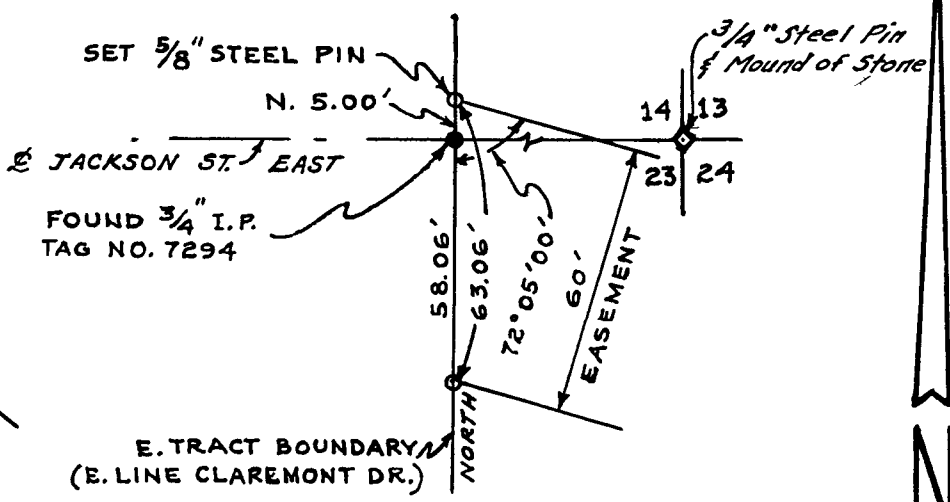 SET 5/8" STEEL PIN
3/4" Steel Pin
& Mound of Stone
N. 5.00'
14 13
℄ JACKSON ST. EAST
23 24
FOUND 3/4" I.P.
TAG NO. 7294
58.06'
63.06'
72°05'00"
60'
EASEMENT
NORTH
E. TRACT BOUNDARY
(E. LINE CLAREMONT DR.)
N